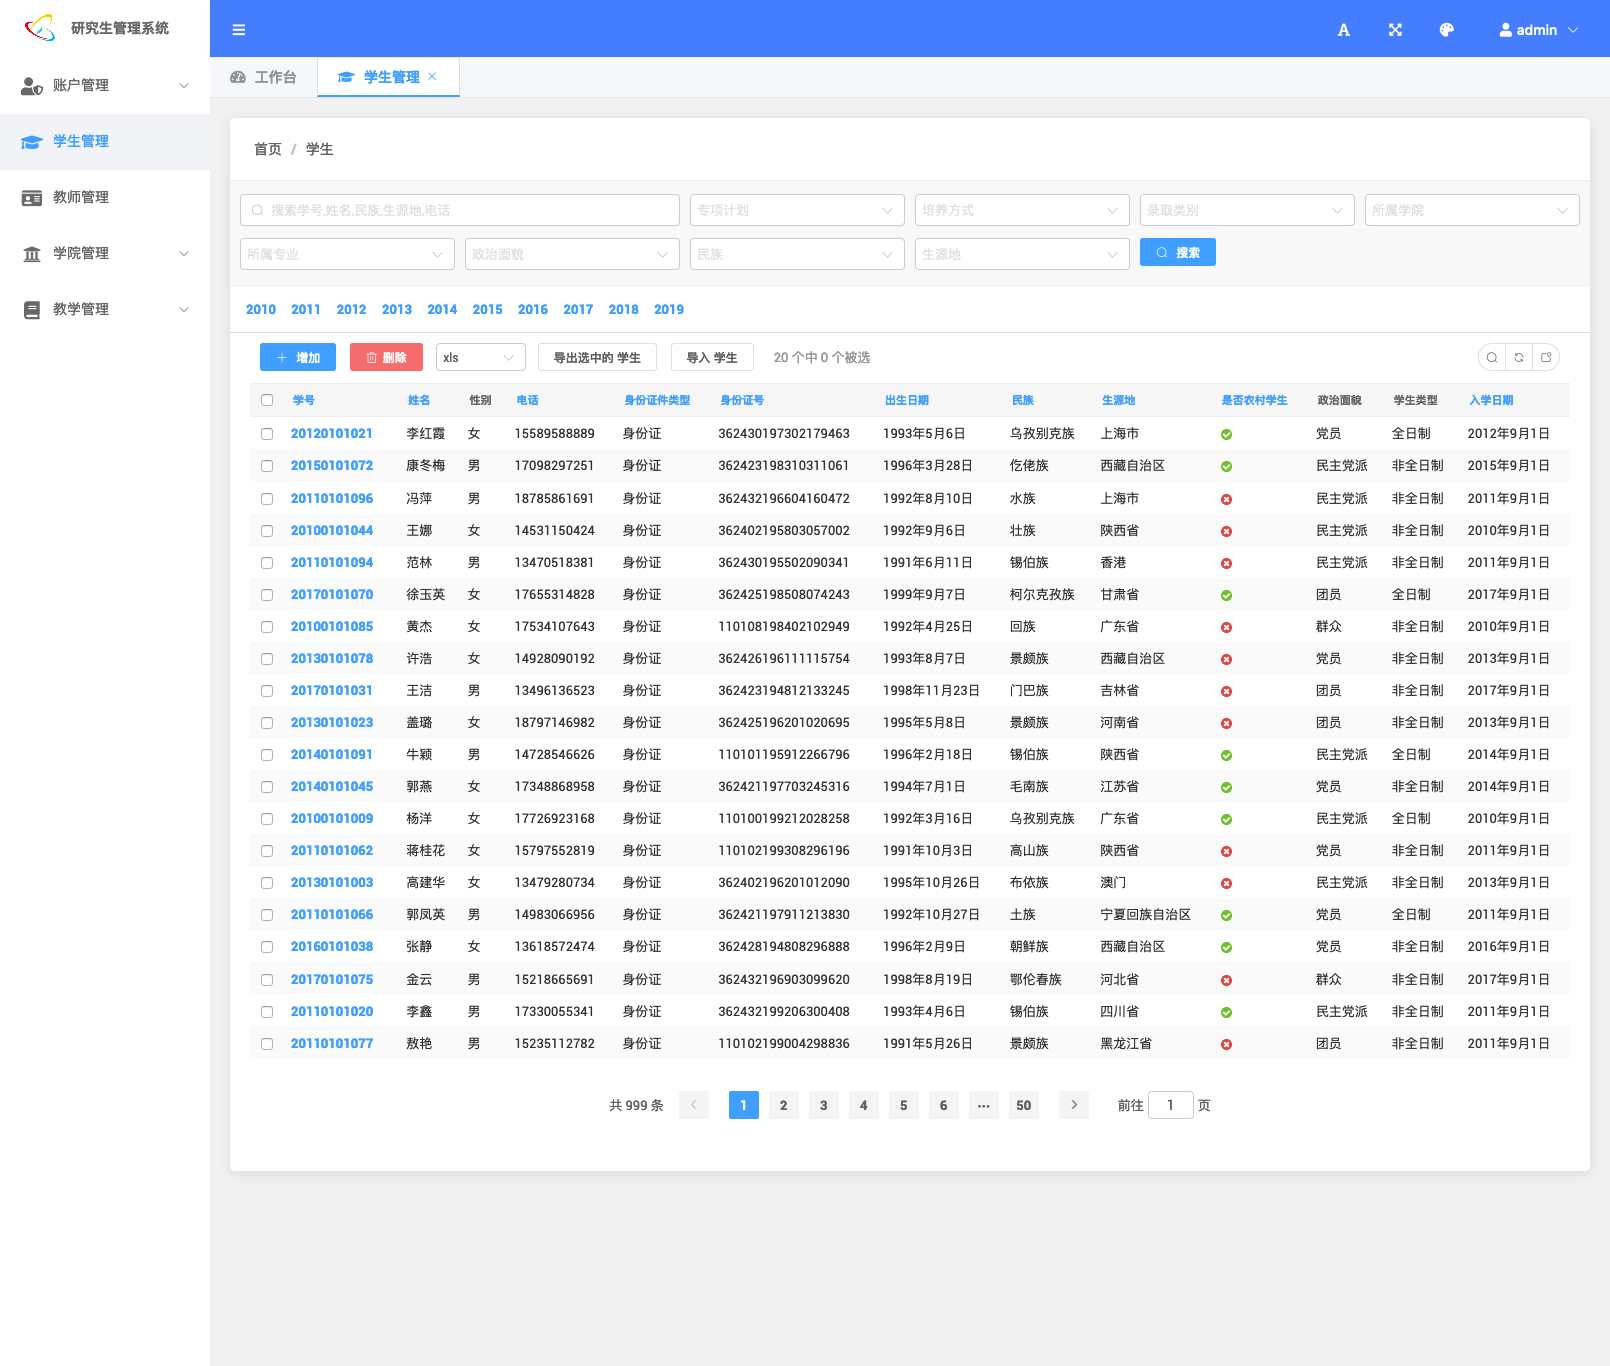 研究生管理系统
账户管理
学生管理
教师管理
学院管理
教学管理
A admin
工作台 学生管理 ×
首页 / 学生
搜索学号,姓名,民族,生源地,电话 专项计划 培养方式 录取类别 所属学院
所属专业 政治面貌 民族 生源地 搜索
2010 2011 2012 2013 2014 2015 2016 2017 2018 2019
+ 增加 删除 xls 导出选中的 学生 导入 学生 20 个中 0 个被选
学号 姓名 性别 电话 身份证件类型 身份证号 出生日期 民族 生源地 是否农村学生 政治面貌 学生类型 入学日期
20120101021 李红霞 女 15589588889 身份证 362430197302179463 1993年5月6日 乌孜别克族 上海市 党员 全日制 2012年9月1日
20150101072 康冬梅 男 17098297251 身份证 362423198310311061 1996年3月28日 仡佬族 西藏自治区 民主党派 非全日制 2015年9月1日
20110101096 冯萍 男 18785861691 身份证 362432196604160472 1992年8月10日 水族 上海市 民主党派 非全日制 2011年9月1日
20100101044 王娜 女 14531150424 身份证 362402195803057002 1992年9月6日 壮族 陕西省 民主党派 非全日制 2010年9月1日
20110101094 范林 男 13470518381 身份证 362430195502090341 1991年6月11日 锡伯族 香港 民主党派 非全日制 2011年9月1日
20170101070 徐玉英 女 17655314828 身份证 362425198508074243 1999年9月7日 柯尔克孜族 甘肃省 团员 全日制 2017年9月1日
20100101085 黄杰 女 17534107643 身份证 110108198402102949 1992年4月25日 回族 广东省 群众 非全日制 2010年9月1日
20130101078 许浩 女 14928090192 身份证 362426196111115754 1993年8月7日 景颇族 西藏自治区 党员 非全日制 2013年9月1日
20170101031 王洁 男 13496136523 身份证 362423194812133245 1998年11月23日 门巴族 吉林省 团员 非全日制 2017年9月1日
20130101023 盖璐 女 18797146982 身份证 362425196201020695 1995年5月8日 景颇族 河南省 团员 非全日制 2013年9月1日
20140101091 牛颖 男 14728546626 身份证 110101195912266796 1996年2月18日 锡伯族 陕西省 民主党派 全日制 2014年9月1日
20140101045 郭燕 女 17348868958 身份证 362421197703245316 1994年7月1日 毛南族 江苏省 党员 非全日制 2014年9月1日
20100101009 杨洋 女 17726923168 身份证 110100199212028258 1992年3月16日 乌孜别克族 广东省 民主党派 全日制 2010年9月1日
20110101062 蒋桂花 女 15797552819 身份证 110102199308296196 1991年10月3日 高山族 陕西省 党员 非全日制 2011年9月1日
20130101003 高建华 女 13479280734 身份证 362402196201012090 1995年10月26日 布依族 澳门 民主党派 非全日制 2013年9月1日
20110101066 郭凤英 男 14983066956 身份证 362421197911213830 1992年10月27日 土族 宁夏回族自治区 党员 全日制 2011年9月1日
20160101038 张静 女 13618572474 身份证 362428194808296888 1996年2月9日 朝鲜族 西藏自治区 党员 非全日制 2016年9月1日
20170101075 金云 男 15218665691 身份证 362432196903099620 1998年8月19日 鄂伦春族 河北省 群众 非全日制 2017年9月1日
20110101020 李鑫 男 17330055341 身份证 362432199206300408 1993年4月6日 锡伯族 四川省 民主党派 非全日制 2011年9月1日
20110101077 敖艳 男 15235112782 身份证 110102199004298836 1991年5月26日 景颇族 黑龙江省 团员 非全日制 2011年9月1日
共 999 条 1 2 3 4 5 6 ··· 50 前往 1 页